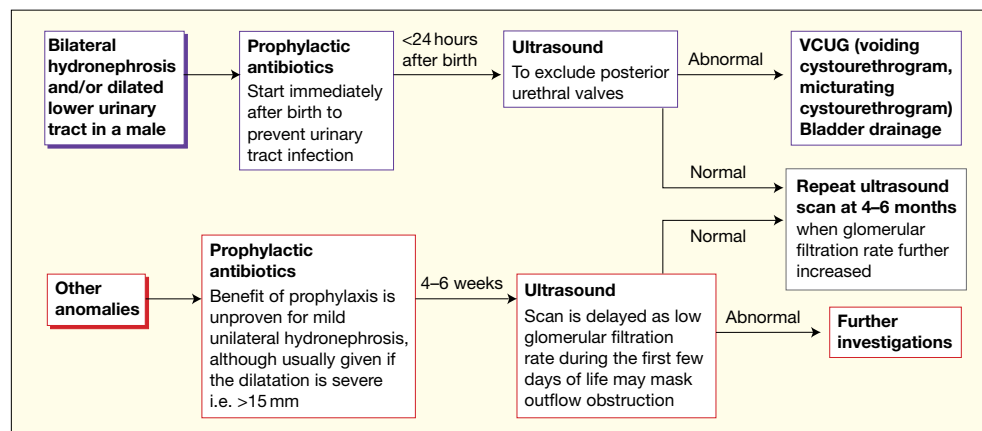 Bilateral
hydronephrosis
and/or dilated
lower urinary
tract in a male
Prophylactic
antibiotics
Start immediately
after birth to
prevent urinary
tract infection
<24 hours
after birth
Ultrasound
To exclude posterior
urethral valves
Abnormal
VCUG (voiding
cystourethrogram,
micturating
cystourethrogram)
Bladder drainage
Normal
Repeat ultrasound
scan at 4–6 months
when glomerular
filtration rate further
increased
Other
anomalies
Prophylactic
antibiotics
Benefit of prophylaxis is
unproven for mild
unilateral hydronephrosis,
although usually given if
the dilatation is severe
i.e. >15 mm
4–6 weeks
Ultrasound
Scan is delayed as low
glomerular filtration
rate during the first few
days of life may mask
outflow obstruction
Normal
Abnormal
Further
investigations